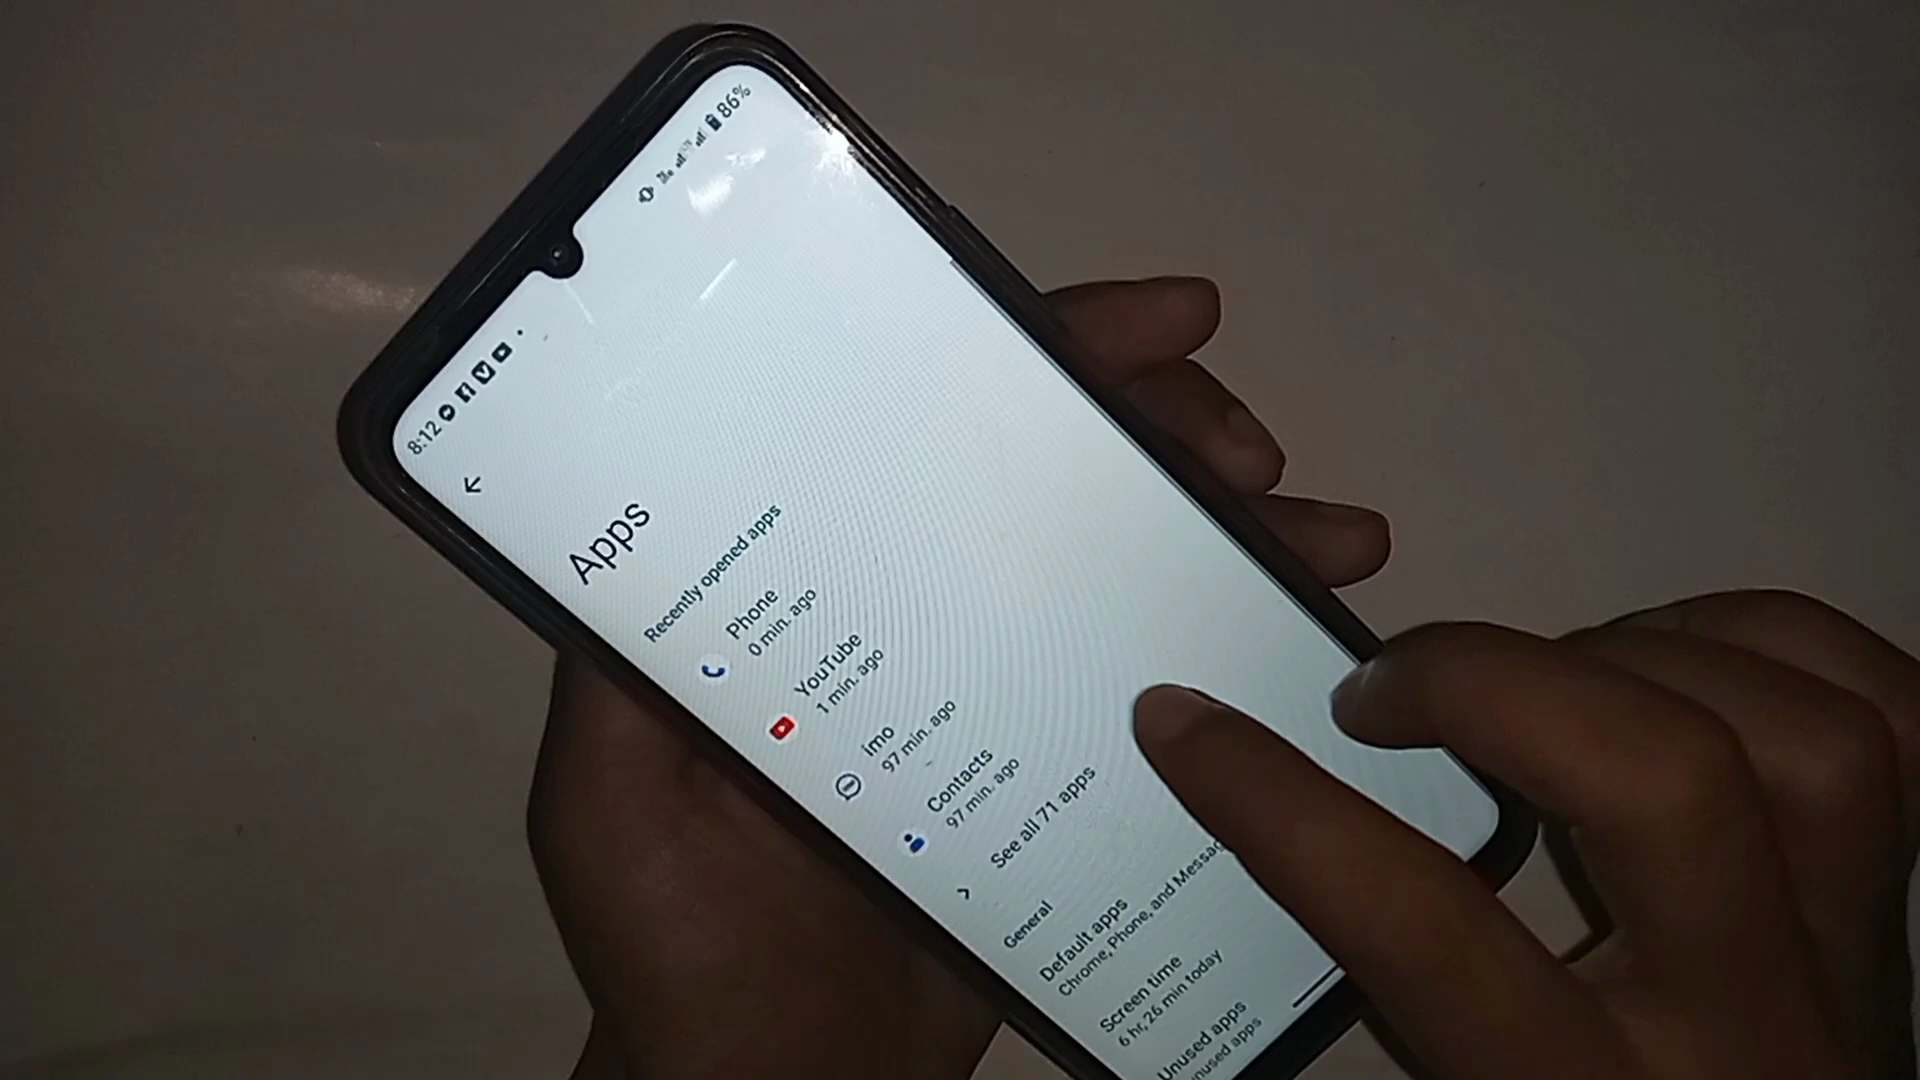 8:12
86%
Apps
Recently opened apps
Phone
0 min. ago
YouTube
1 min. ago
imo
97 min. ago
Contacts
97 min. ago
See all 71 apps
General
Default apps
Chrome, Phone, and Messag
Screen time
6 hr, 26 min today
Unused apps
unused apps